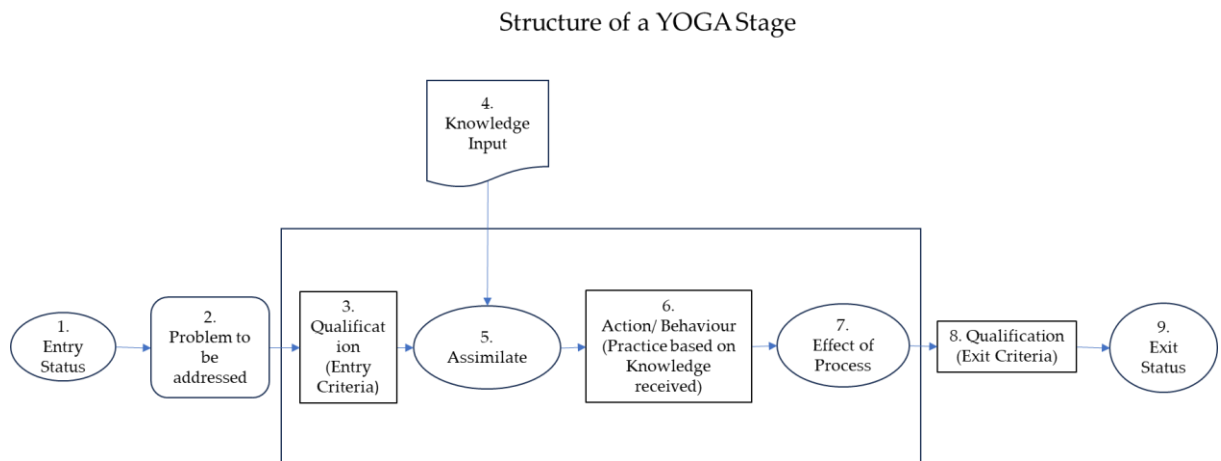 Structure of a YOGA Stage
4.
Knowledge
Input
1.
Entry
Status
2.
Problem to
be
addressed
3.
Qualificat
ion
(Entry
Criteria)
5.
Assimilate
6.
Action/ Behaviour
(Practice based on
Knowledge
received)
7.
Effect of
Process
8. Qualification
(Exit Criteria)
9.
Exit
Status